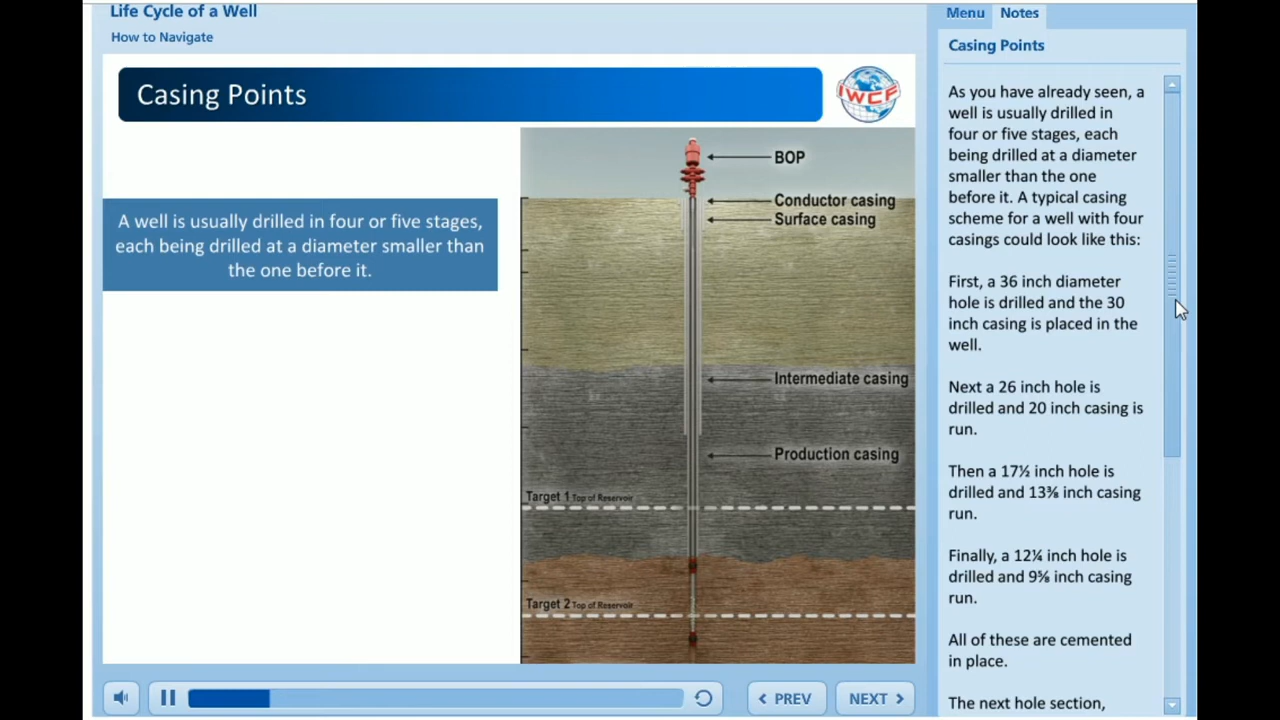 Life Cycle of a Well
How to Navigate
Menu
Notes
Casing Points
IWCF
A well is usually drilled in four or five stages,
each being drilled at a diameter smaller than
the one before it.
BOP
Conductor casing
Surface casing
Intermediate casing
Production casing
Target 1 Top of Reservoir
Target 2 Top of Reservoir
Casing Points
As you have already seen, a
well is usually drilled in
four or five stages, each
being drilled at a diameter
smaller than the one
before it. A typical casing
scheme for a well with four
casings could look like this:
First, a 36 inch diameter
hole is drilled and the 30
inch casing is placed in the
well.
Next a 26 inch hole is
drilled and 20 inch casing is
run.
Then a 17½ inch hole is
drilled and 13⅜ inch casing
run.
Finally, a 12¼ inch hole is
drilled and 9⅝ inch casing
run.
All of these are cemented
in place.
The next hole section,
PREV
NEXT